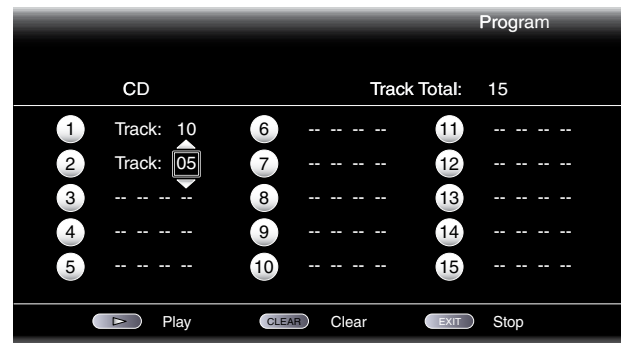 Program
CD Track Total: 15
1 Track: 10 6 -- -- -- -- 11 -- -- -- --
2 Track: 05 7 -- -- -- -- 12 -- -- -- --
3 -- -- -- -- 8 -- -- -- -- 13 -- -- -- --
4 -- -- -- -- 9 -- -- -- -- 14 -- -- -- --
5 -- -- -- -- 10 -- -- -- -- 15 -- -- -- --
Play CLEAR Clear EXIT Stop